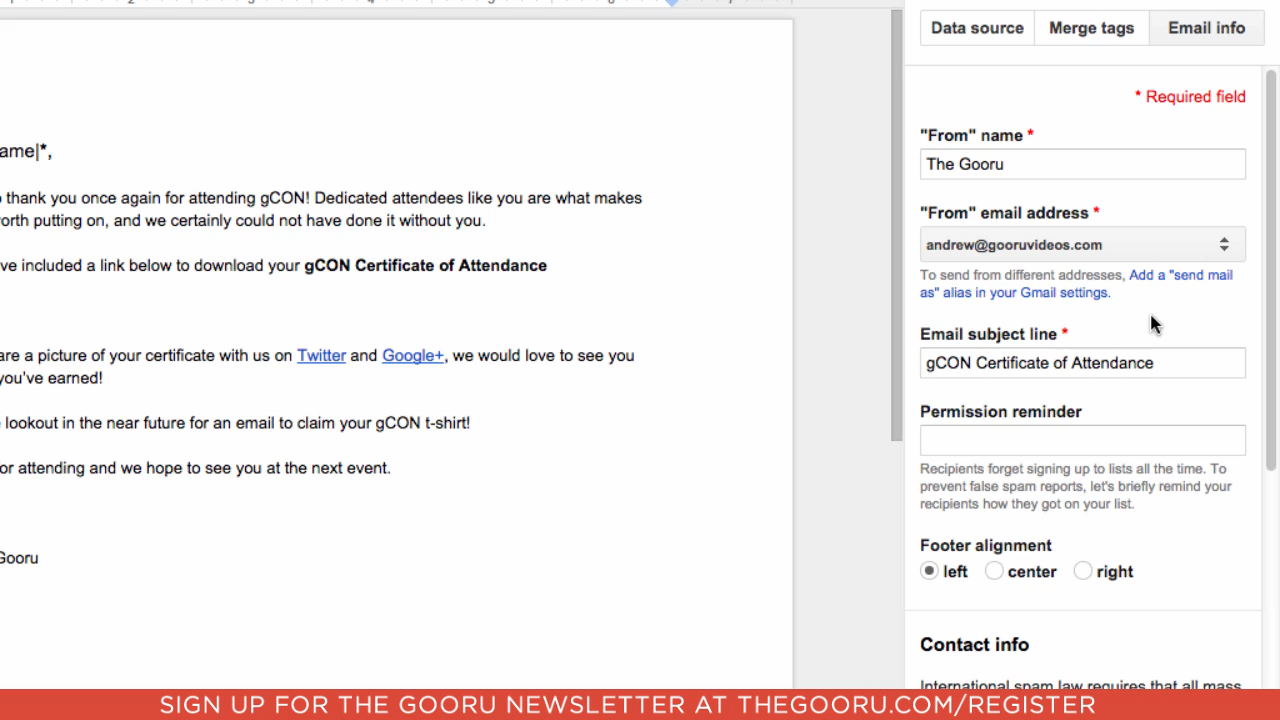 ame|*,
thank you once again for attending gCON! Dedicated attendees like you are what makes
orth putting on, and we certainly could not have done it without you.
ve included a link below to download your gCON Certificate of Attendance
are a picture of your certificate with us on Twitter and Google+, we would love to see you
you've earned!
lookout in the near future for an email to claim your gCON t-shirt!
or attending and we hope to see you at the next event.
Gooru
Data source Merge tags Email info
* Required field
"From" name *
The Gooru
"From" email address *
andrew@gooruvideos.com
To send from different addresses, Add a "send mail
as" alias in your Gmail settings.
Email subject line *
gCON Certificate of Attendance
Permission reminder
Recipients forget signing up to lists all the time. To
prevent false spam reports, let's briefly remind your
recipients how they got on your list.
Footer alignment
left center right
Contact info
International spam law requires that all mass
SIGN UP FOR THE GOORU NEWSLETTER AT THEGOORU.COM/REGISTER